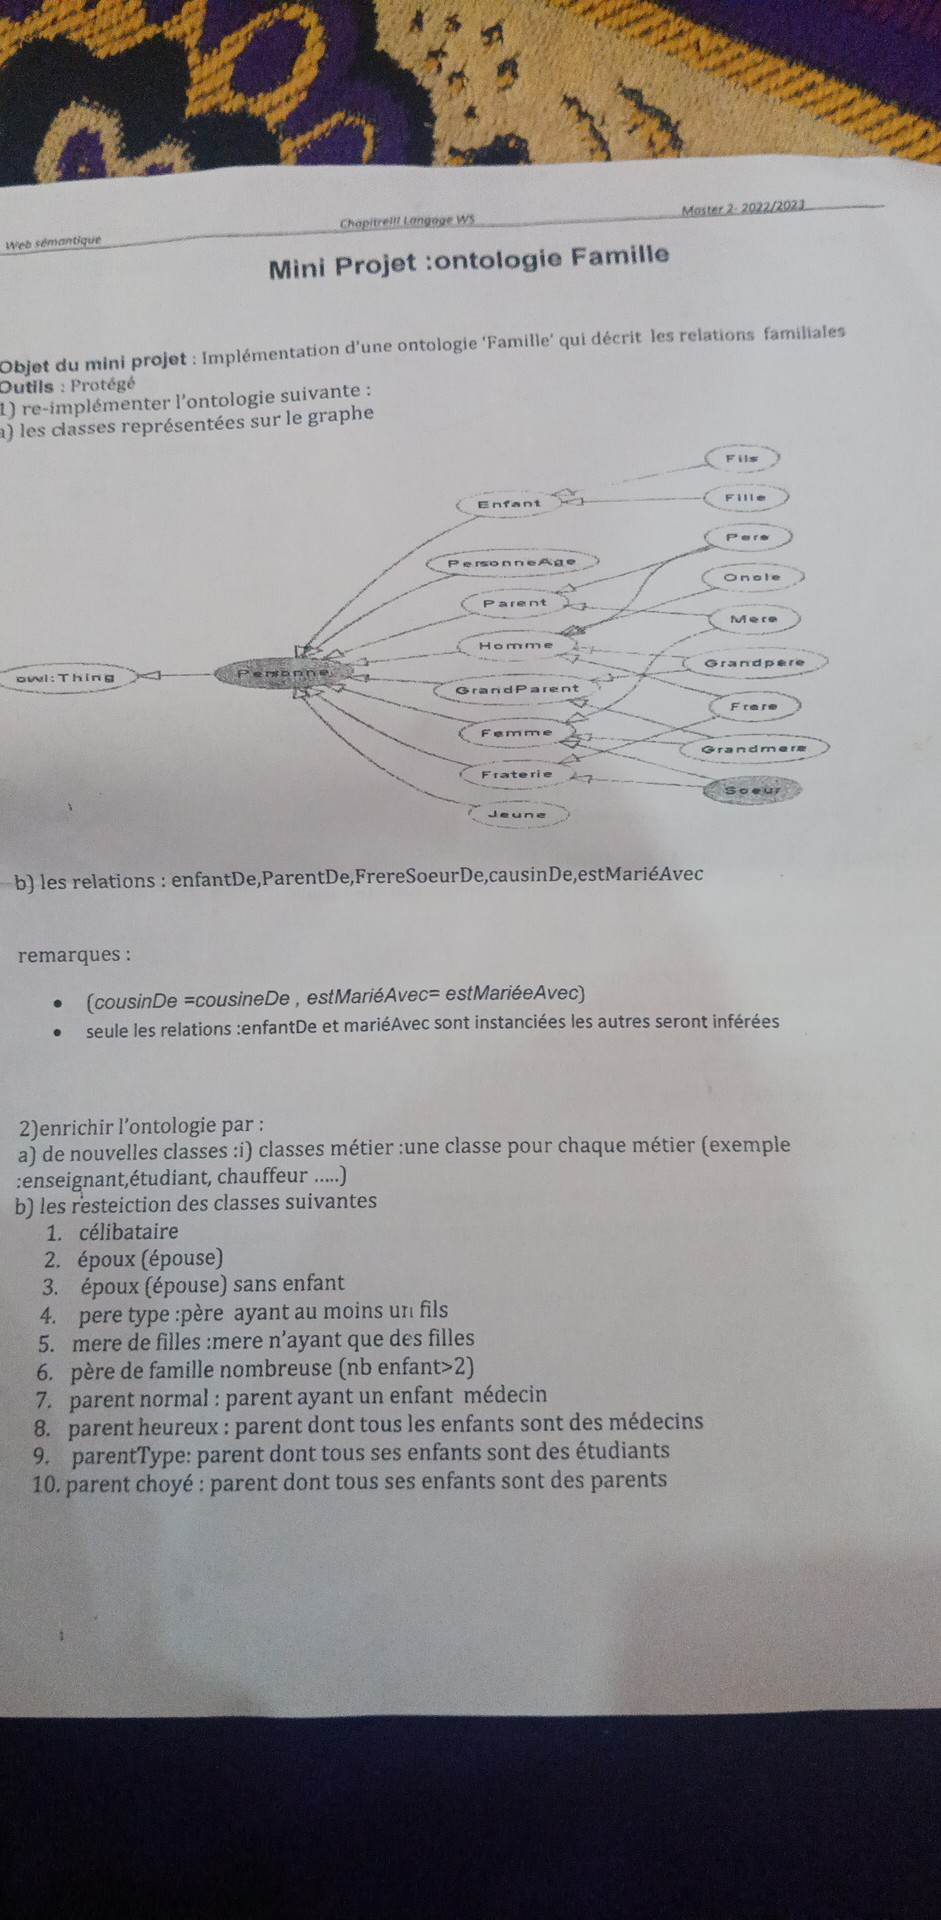 Web sémantique
ChapitreIII Langage WS
Master 2- 2022/2023
Mini Projet :ontologie Famille
Objet du mini projet : Implémentation d'une ontologie 'Famille' qui décrit les relations familiales
Outils : Protégé
1) re-implémenter l'ontologie suivante :
a) les classes représentées sur le graphe
Fils
Enfant
Fille
Pere
PersonneAge
Oncle
Parent
Mere
Homme
Grandpere
owl:Thing
Personne
GrandParent
Frere
Femme
Grandmere
Fraterie
Soeur
Jeune
b) les relations : enfantDe,ParentDe,FrereSoeurDe,causinDe,estMariéAvec
remarques :
• (cousinDe =cousineDe , estMariéAvec= estMariéeAvec)
• seule les relations :enfantDe et mariéAvec sont instanciées les autres seront inférées
2)enrichir l'ontologie par :
a) de nouvelles classes :i) classes métier :une classe pour chaque métier (exemple
:enseignant,étudiant, chauffeur .....)
b) les resteiction des classes suivantes
1. célibataire
2. époux (épouse)
3. époux (épouse) sans enfant
4. pere type :père ayant au moins un fils
5. mere de filles :mere n'ayant que des filles
6. père de famille nombreuse (nb enfant>2)
7. parent normal : parent ayant un enfant médecin
8. parent heureux : parent dont tous les enfants sont des médecins
9. parentType: parent dont tous ses enfants sont des étudiants
10. parent choyé : parent dont tous ses enfants sont des parents